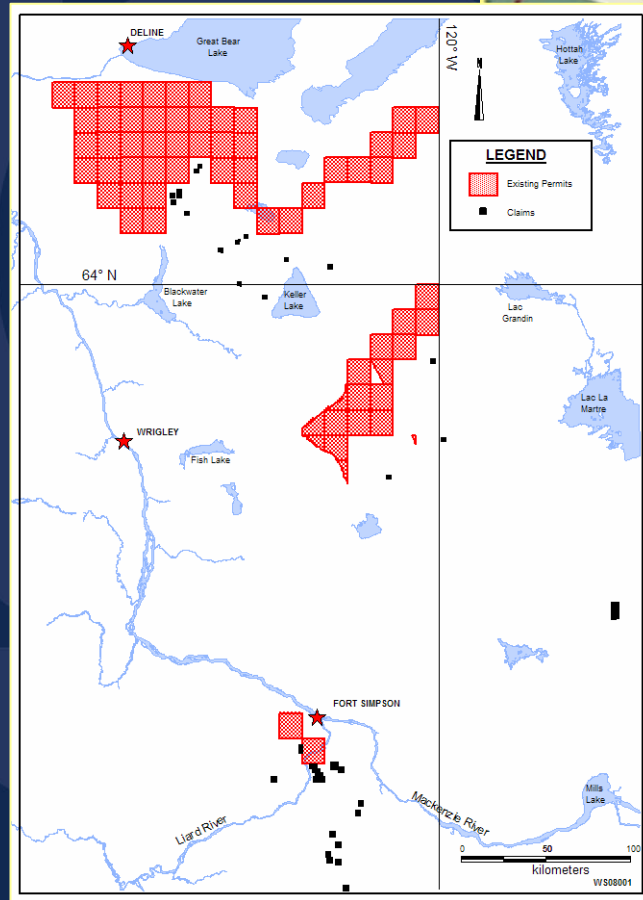 DELINE
Great Bear
Lake
120° W
Hottah
Lake
N
LEGEND
Existing Permits
Claims
64° N
Blackwater
Lake
Keller
Lake
Lac
Grandin
Lac La
Martre
WRIGLEY
Fish Lake
FORT SIMPSON
Mills
Lake
Mackenzie River
Liard River
0 50 100
kilometers
WS08001